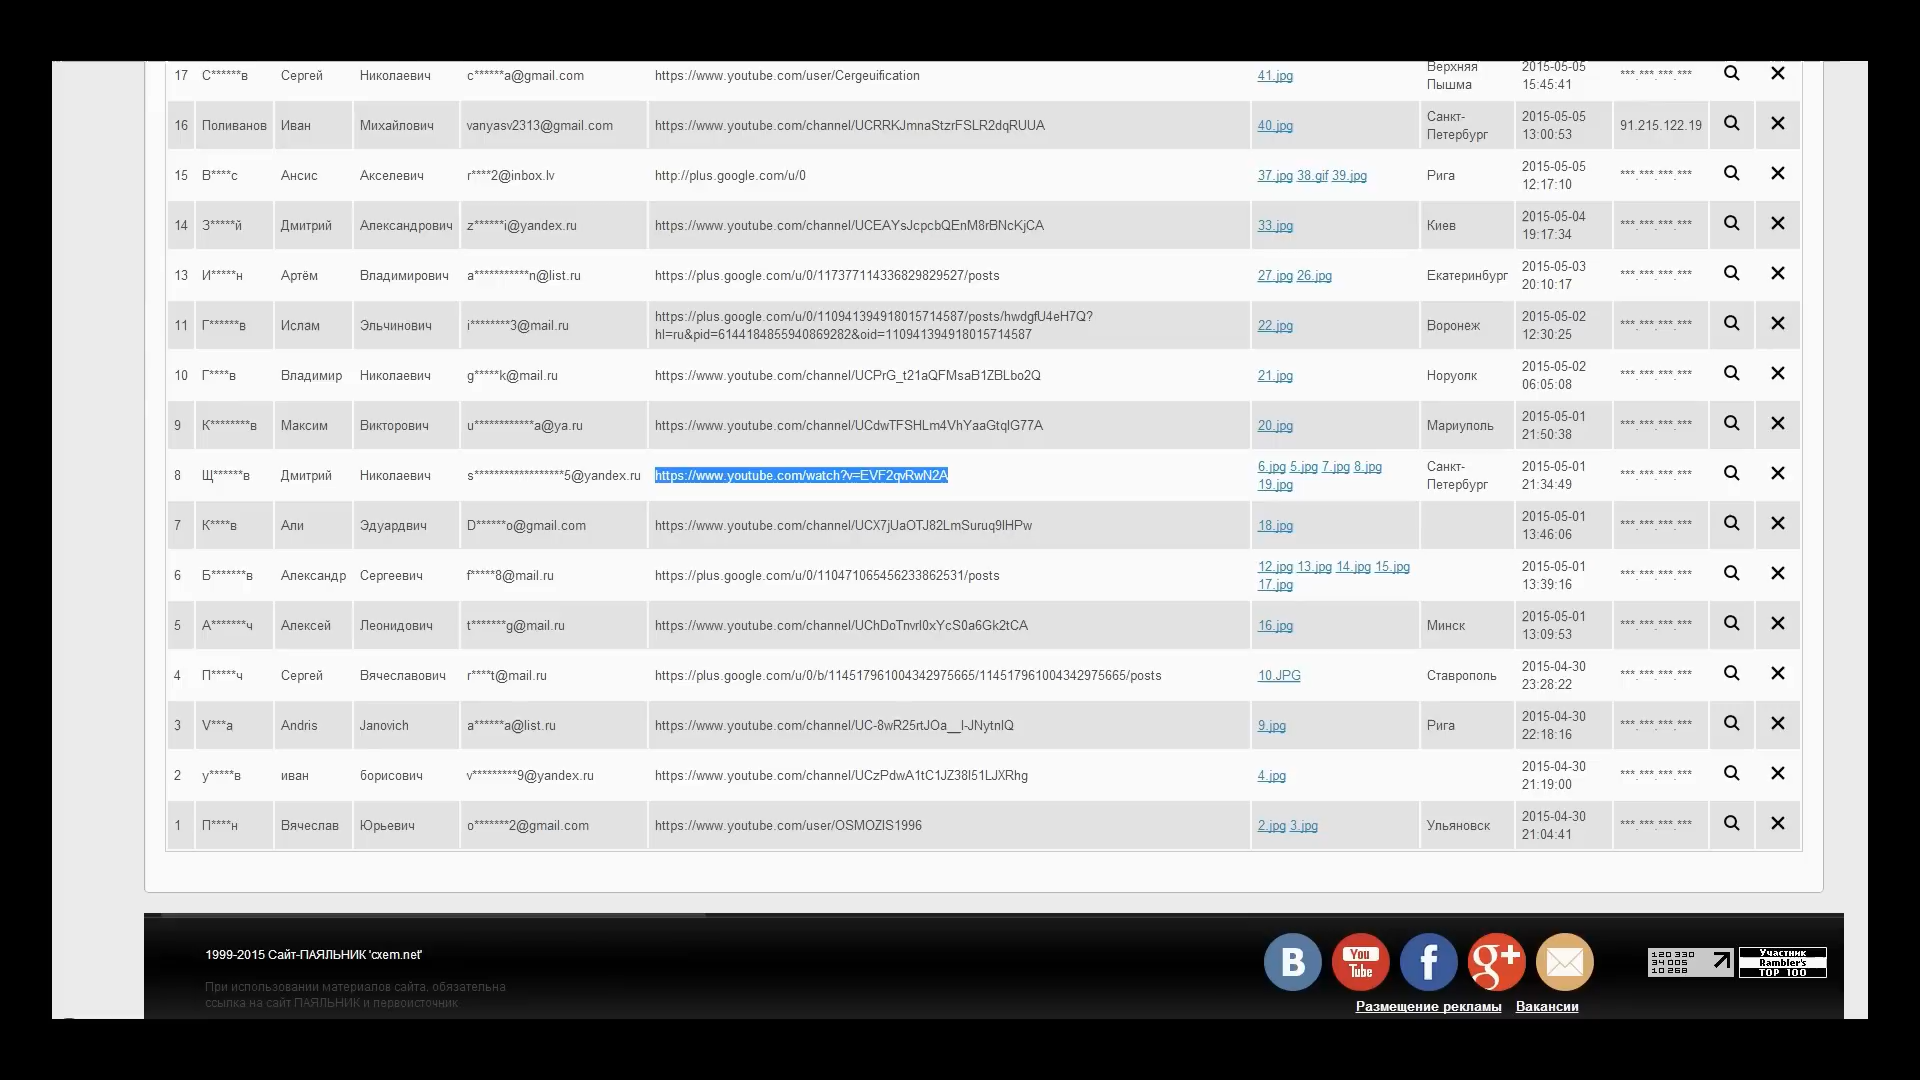 17 С******в Сергей Николаевич c******a@gmail.com https://www.youtube.com/user/Cergeuification 41.jpg Верхняя Пышма 2015-05-05 15:45:41 ***.***.***.***
16 Поливанов Иван Михайлович vanyasv2313@gmail.com https://www.youtube.com/channel/UCRRKJmnaStzrFSLR2dqRUUA 40.jpg Санкт-Петербург 2015-05-05 13:00:53 91.215.122.19
15 В****с Ансис Акселевич r****2@inbox.lv http://plus.google.com/u/0 37.jpg 38.gif 39.jpg Рига 2015-05-05 12:17:10 ***.***.***.***
14 З*****й Дмитрий Александрович z******i@yandex.ru https://www.youtube.com/channel/UCEAYsJcpcbQEnM8rBNcKjCA 33.jpg Киев 2015-05-04 19:17:34 ***.***.***.***
13 И*****н Артём Владимирович a***********n@list.ru https://plus.google.com/u/0/117377114336829829527/posts 27.jpg 26.jpg Екатеринбург 2015-05-03 20:10:17 ***.***.***.***
11 Г******в Ислам Эльчинович i********3@mail.ru https://plus.google.com/u/0/110941394918015714587/posts/hwdgfU4eH7Q?hl=ru&pid=6144184855940869282&oid=110941394918015714587 22.jpg Воронеж 2015-05-02 12:30:25 ***.***.***.***
10 Г****в Владимир Николаевич g*****k@mail.ru https://www.youtube.com/channel/UCPrG_t21aQFMsaB1ZBLbo2Q 21.jpg Норуолк 2015-05-02 06:05:08 ***.***.***.***
9 К********в Максим Викторович u************a@ya.ru https://www.youtube.com/channel/UCdwTFSHLm4VhYaaGtqIG77A 20.jpg Мариуполь 2015-05-01 21:50:38 ***.***.***.***
8 Щ******в Дмитрий Николаевич s******************5@yandex.ru https://www.youtube.com/watch?v=EVF2qvRwN2A 6.jpg 5.jpg 7.jpg 8.jpg 19.jpg Санкт-Петербург 2015-05-01 21:34:49 ***.***.***.***
7 К****в Али Эдуардвич D******o@gmail.com https://www.youtube.com/channel/UCX7jUaOTJ82LmSuruq9lHPw 18.jpg 2015-05-01 13:46:06 ***.***.***.***
6 Б*******в Александр Сергеевич f*****8@mail.ru https://plus.google.com/u/0/110471065456233862531/posts 12.jpg 13.jpg 14.jpg 15.jpg 17.jpg 2015-05-01 13:39:16 ***.***.***.***
5 А*******ч Алексей Леонидович t*******g@mail.ru https://www.youtube.com/channel/UChDoTnvrl0xYcS0a6Gk2tCA 16.jpg Минск 2015-05-01 13:09:53 ***.***.***.***
4 П*****ч Сергей Вячеславович r****t@mail.ru https://plus.google.com/u/0/b/114517961004342975665/114517961004342975665/posts 10.JPG Ставрополь 2015-04-30 23:28:22 ***.***.***.***
3 V***a Andris Janovich a******a@list.ru https://www.youtube.com/channel/UC-8wR25rtJOa__l-JNytnlQ 9.jpg Рига 2015-04-30 22:18:16 ***.***.***.***
2 у*****в иван борисович v*********9@yandex.ru https://www.youtube.com/channel/UCzPdwA1tC1JZ38l51LJXRhg 4.jpg 2015-04-30 21:19:00 ***.***.***.***
1 П****н Вячеслав Юрьевич o*******2@gmail.com https://www.youtube.com/user/OSMOZIS1996 2.jpg 3.jpg Ульяновск 2015-04-30 21:04:41 ***.***.***.***
1999-2015 Сайт-ПАЯЛЬНИК 'cxem.net'
При использовании материалов сайта, обязательна
ссылка на сайт ПАЯЛЬНИК и первоисточник
В You Tube f g+
Размещение рекламы Вакансии
120 330
34 005
10 268
Участник
Rambler's
TOP 100